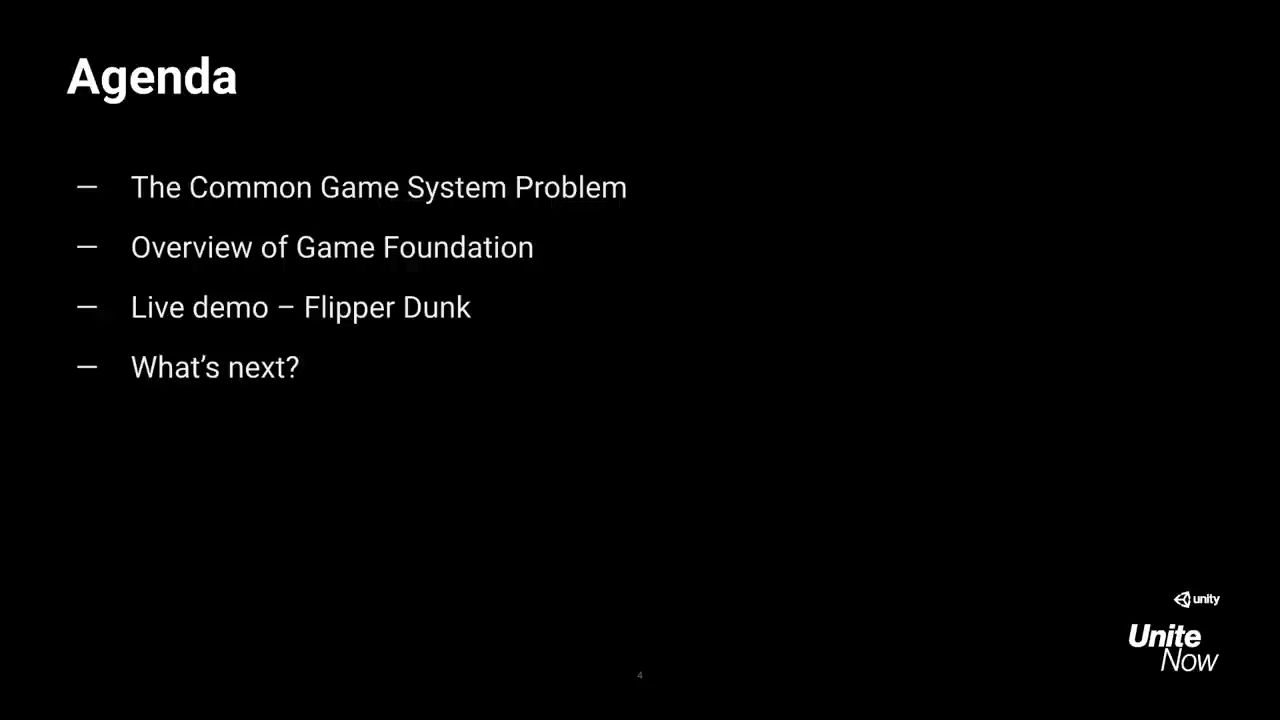 Agenda
— The Common Game System Problem
— Overview of Game Foundation
— Live demo – Flipper Dunk
— What’s next?
unity
Unite
Now
4